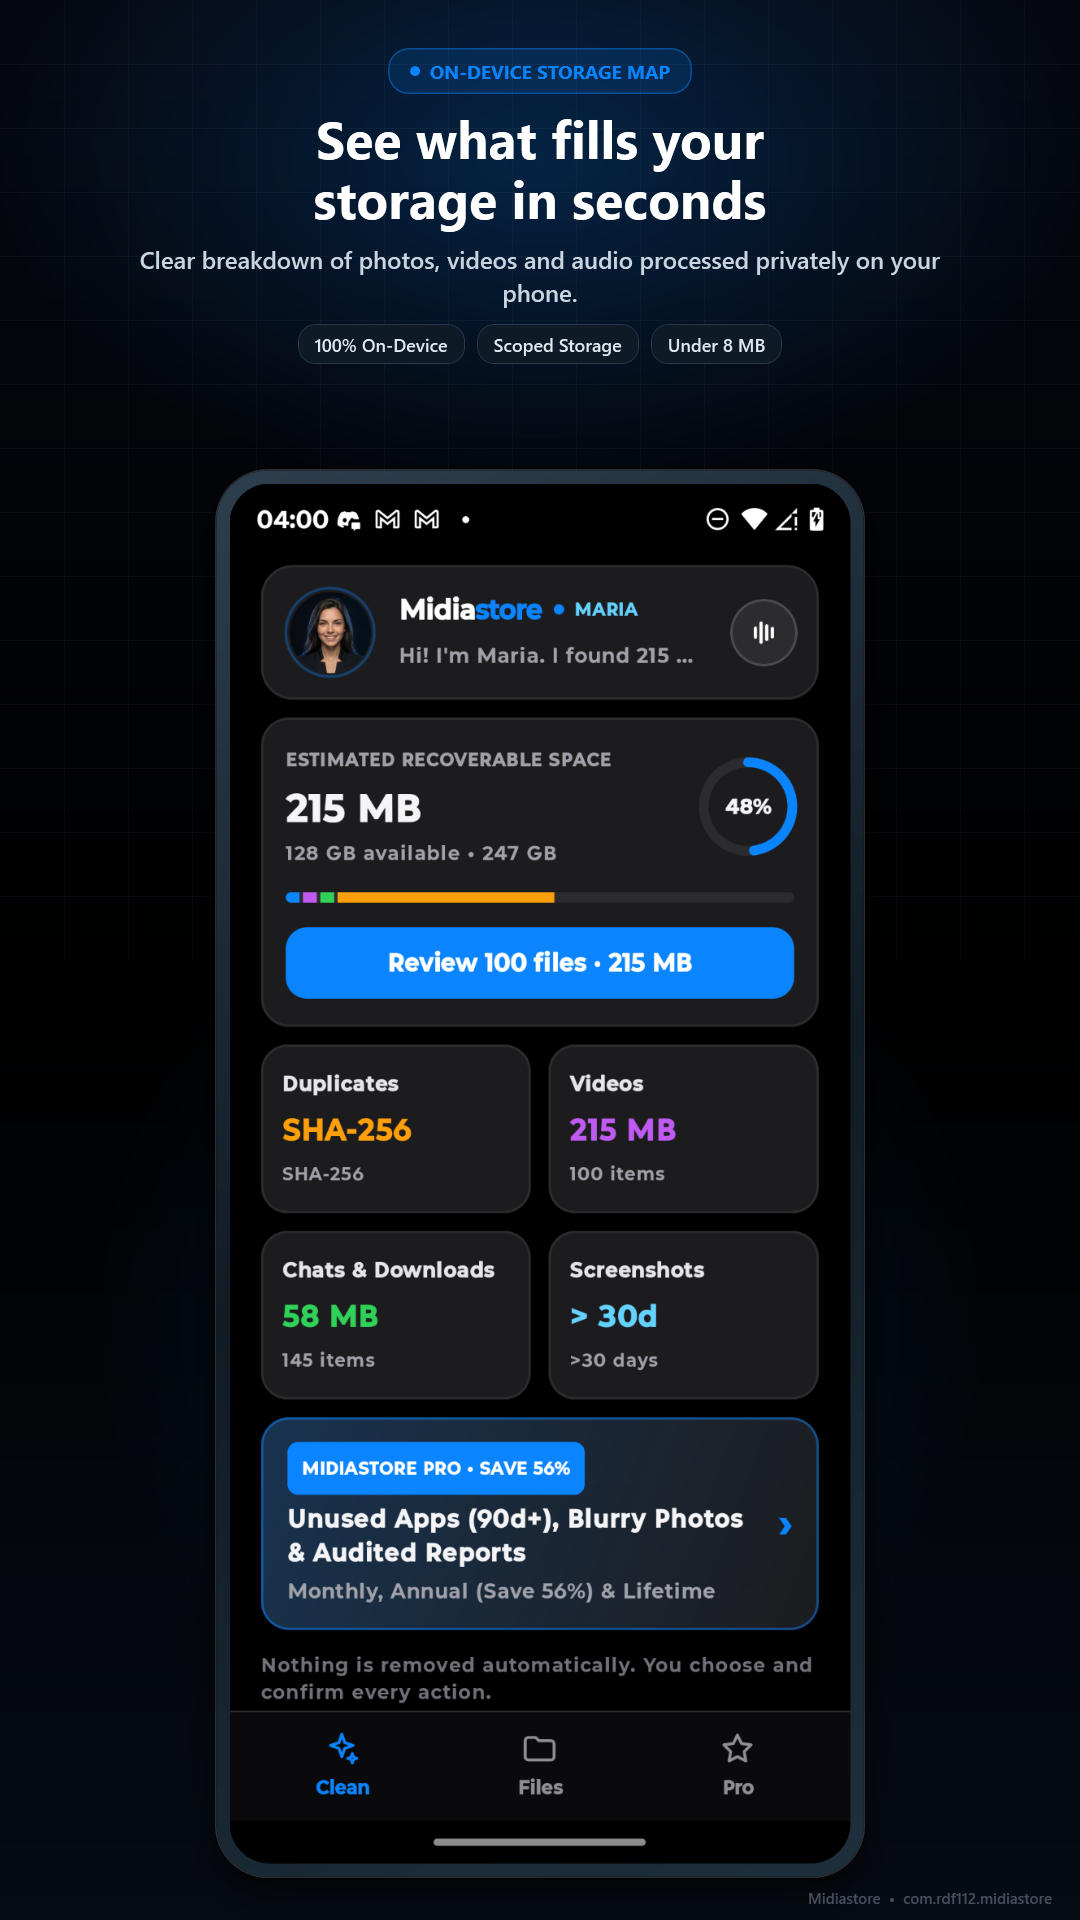 ON-DEVICE STORAGE MAP
See what fills your
storage in seconds
Clear breakdown of photos, videos and audio processed privately on your
phone.
100% On-Device
Scoped Storage
Under 8 MB
04:00
Midiastore • MARIA
Hi! I'm Maria. I found 215 ...
ESTIMATED RECOVERABLE SPACE
215 MB
48%
128 GB available • 247 GB
Review 100 files · 215 MB
Duplicates
SHA-256
SHA-256
Videos
215 MB
100 items
Chats & Downloads
58 MB
145 items
Screenshots
> 30d
>30 days
MIDIASTORE PRO • SAVE 56%
Unused Apps (90d+), Blurry Photos
& Audited Reports
Monthly, Annual (Save 56%) & Lifetime
Nothing is removed automatically. You choose and
confirm every action.
Clean
Files
Pro
Midiastore • com.rdf112.midiastore